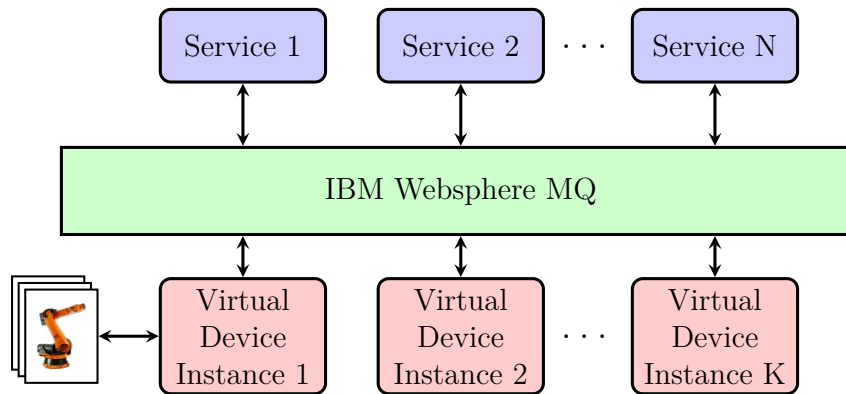 Service 1
Service 2
. . .
Service N
IBM Websphere MQ
Virtual
Device
Instance 1
Virtual
Device
Instance 2
. . .
Virtual
Device
Instance K